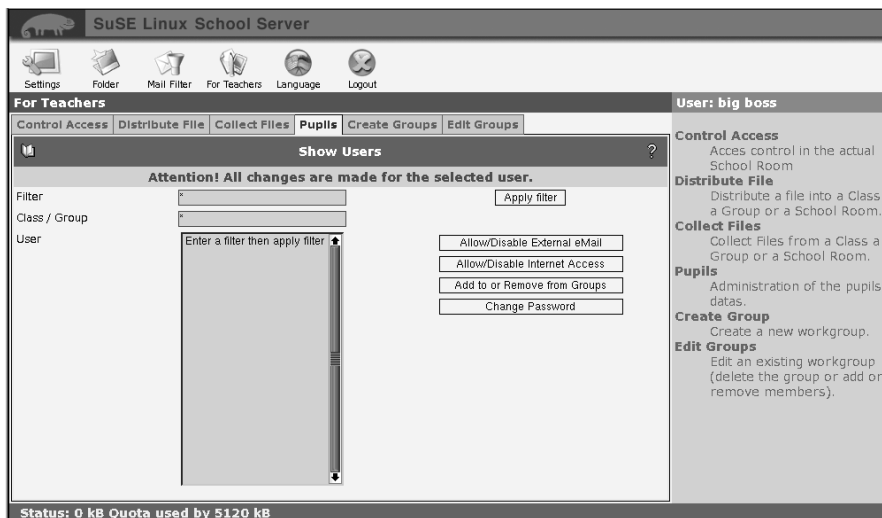 SuSE Linux School Server
Settings Folder Mail Filter For Teachers Language Logout
For Teachers
Control Access Distribute File Collect Files Pupils Create Groups Edit Groups
Show Users ?
Attention! All changes are made for the selected user.
Filter * Apply filter
Class / Group *
User
Enter a filter then apply filter
Allow/Disable External eMail
Allow/Disable Internet Access
Add to or Remove from Groups
Change Password
User: big boss
Control Access
Acces control in the actual
School Room
Distribute File
Distribute a file into a Class
a Group or a School Room.
Collect Files
Collect Files from a Class a
Group or a School Room.
Pupils
Administration of the pupils
datas.
Create Group
Create a new workgroup.
Edit Groups
Edit an existing workgroup
(delete the group or add or
remove members).
Status: 0 kB Quota used by 5120 kB